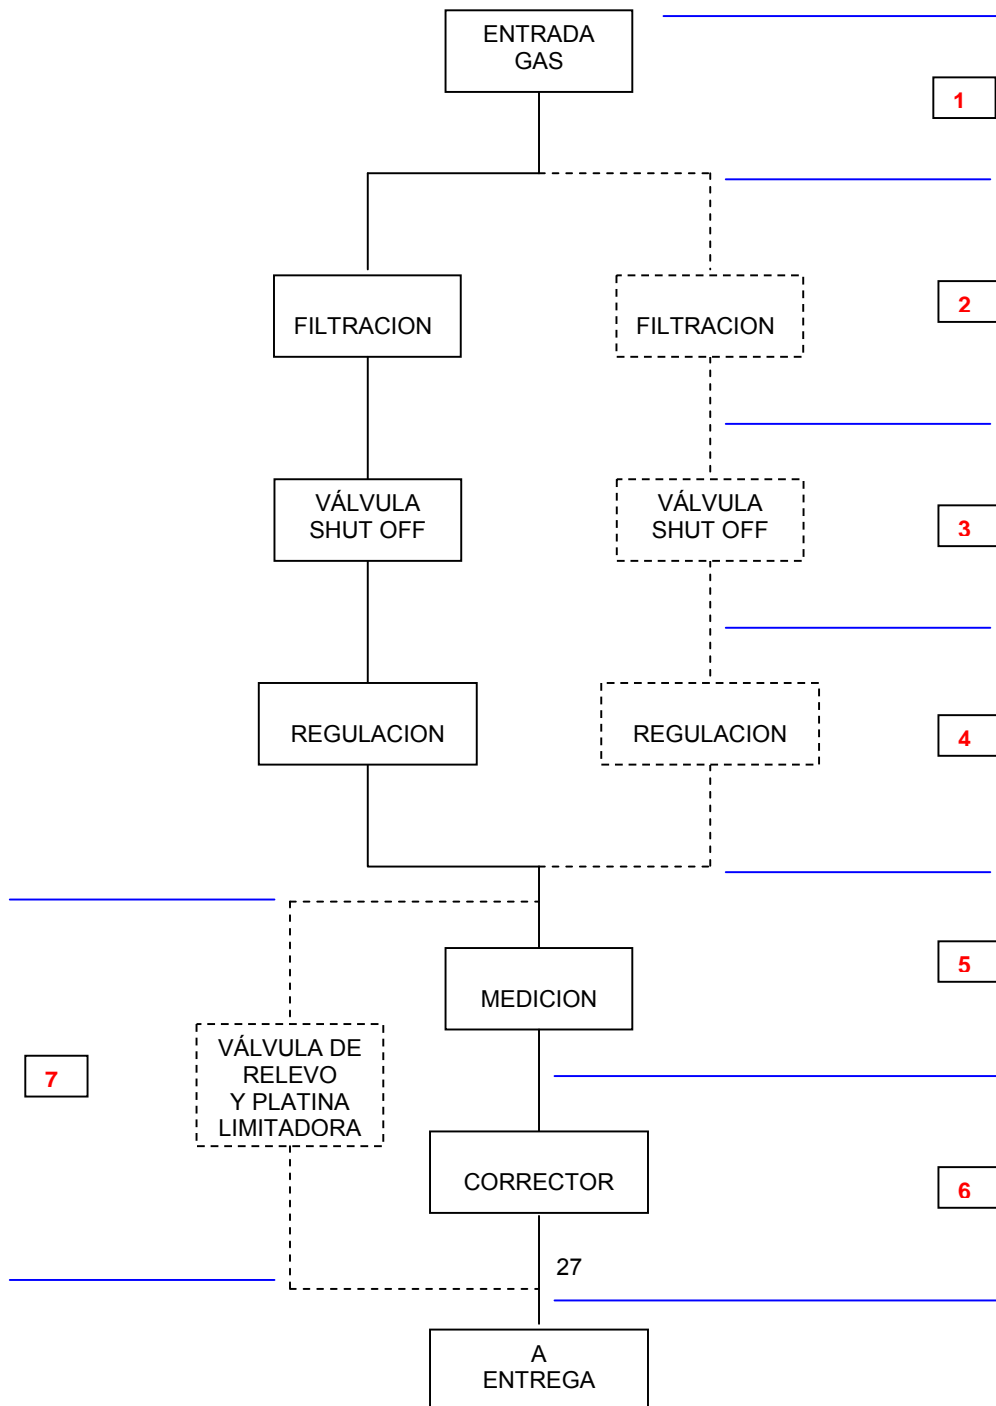 ENTRADA
GAS
1
FILTRACION
FILTRACION
2
VÁLVULA
SHUT OFF
VÁLVULA
SHUT OFF
3
REGULACION
REGULACION
4
MEDICION
5
VÁLVULA DE
RELEVO
Y PLATINA
LIMITADORA
7
CORRECTOR
6
27
A
ENTREGA